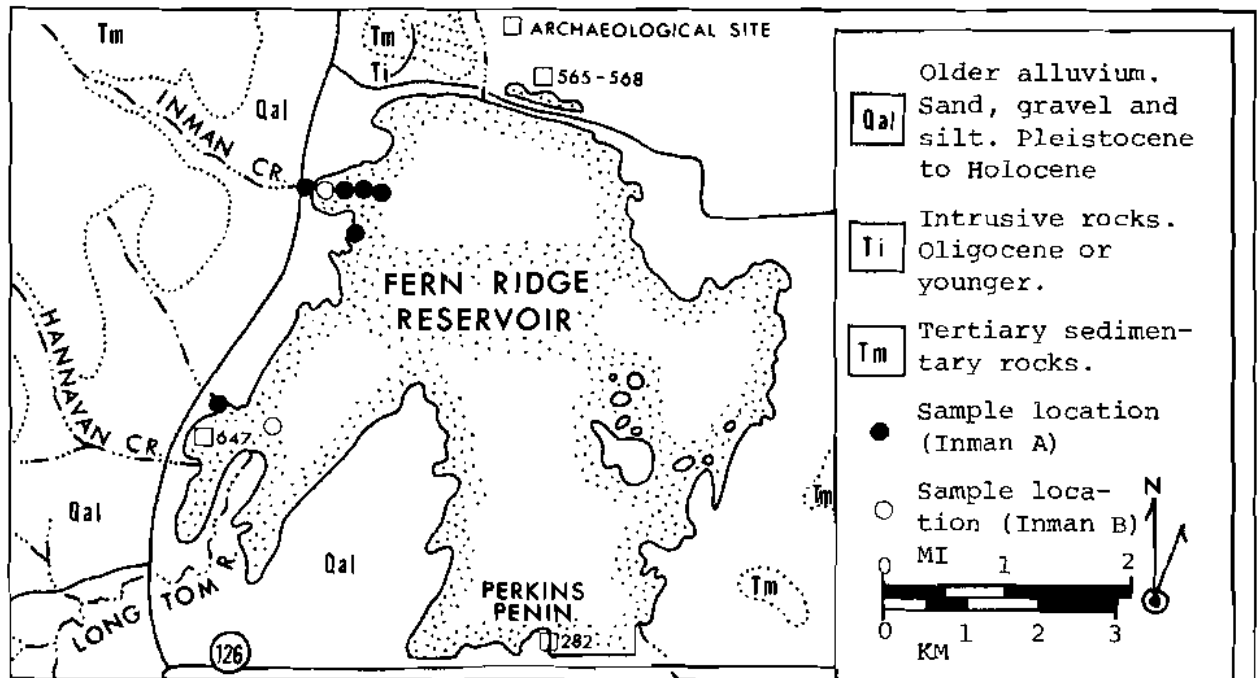 Tm
Tm
Ti
ARCHAEOLOGICAL SITE
565-568
Qal
INMAN CR
FERN RIDGE
RESERVOIR
HANNAVAN CR
647
Qal
LONG TOM R
Qal
126
PERKINS
PENIN
282
Tm
Tm
Qal
Older alluvium.
Sand, gravel and
silt. Pleistocene
to Holocene
Ti
Intrusive rocks.
Oligocene or
younger.
Tm
Tertiary sedimen-
tary rocks.
Sample location
(Inman A)
Sample loca-
tion (Inman B)
N
MI
0 1 2
0 1 2 3
KM